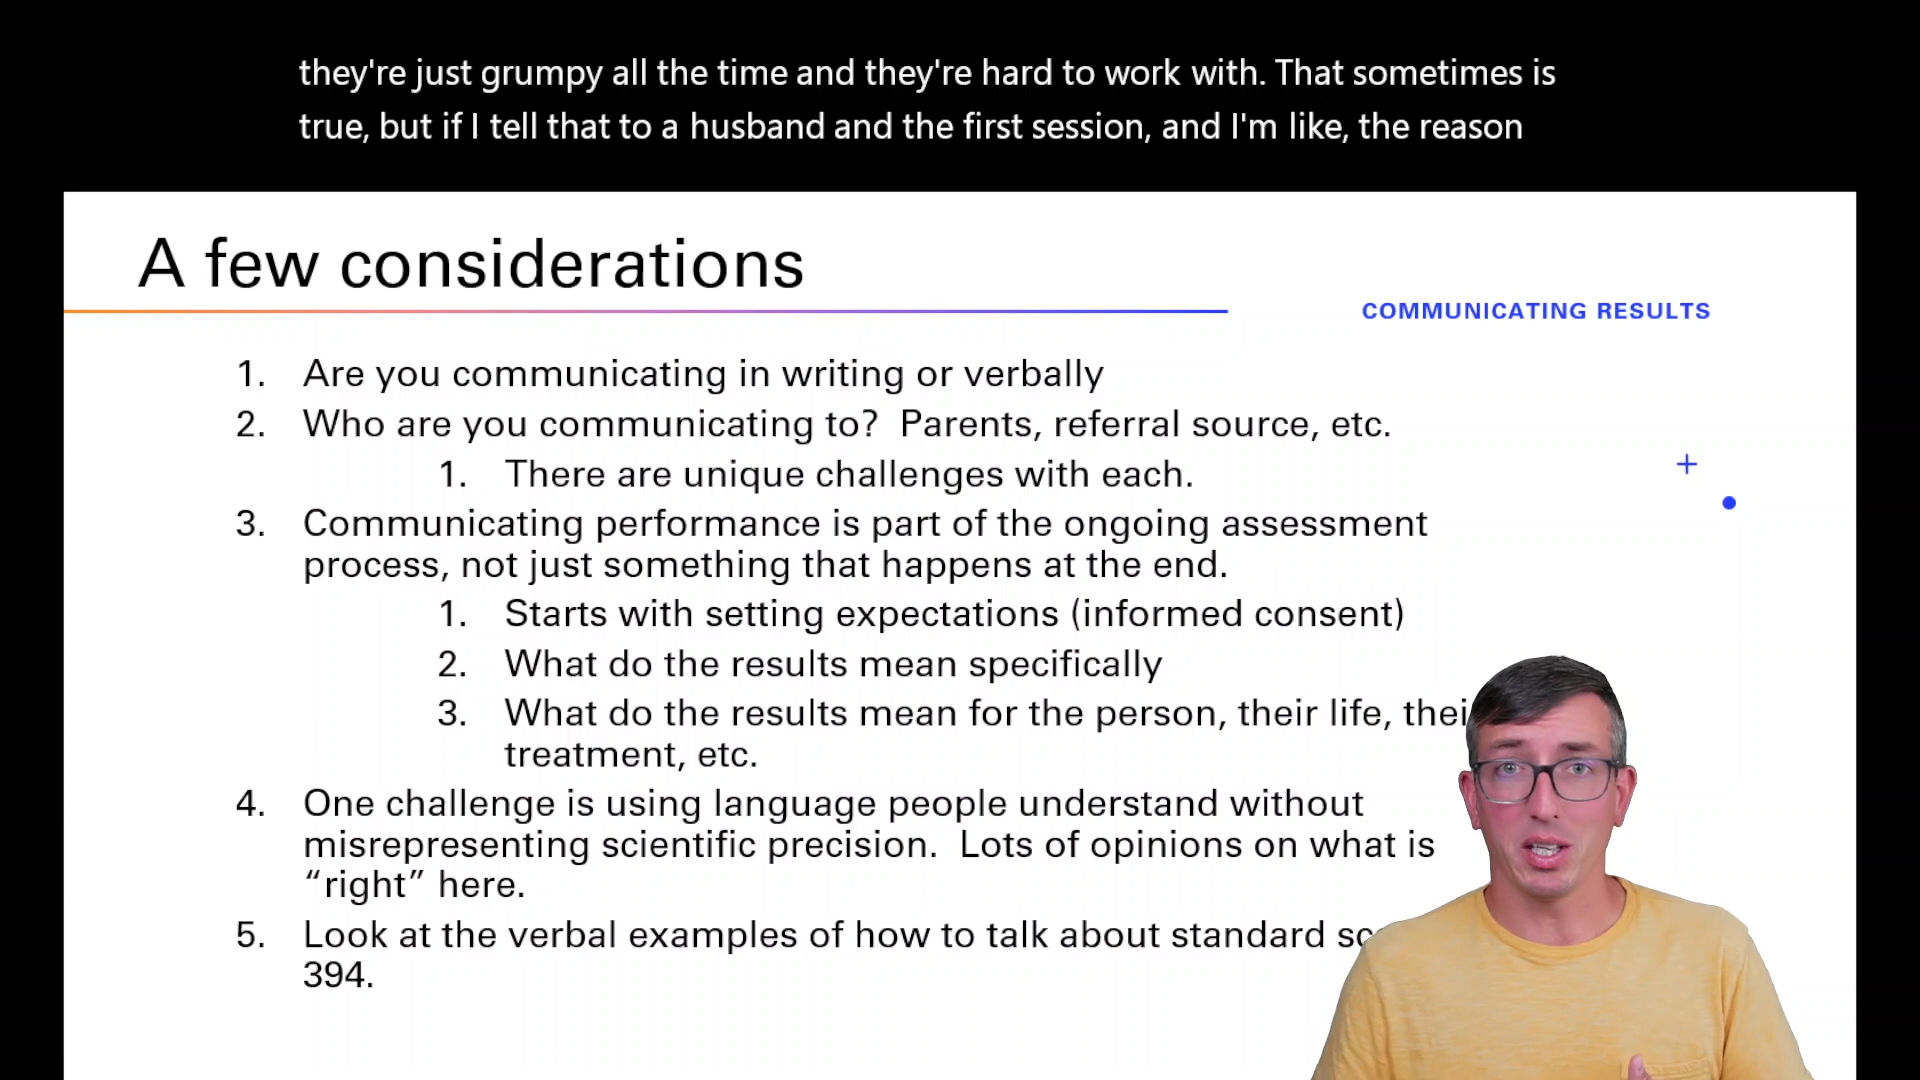 they're just grumpy all the time and they're hard to work with. That sometimes is
true, but if I tell that to a husband and the first session, and I'm like, the reason
A few considerations
COMMUNICATING RESULTS
1. Are you communicating in writing or verbally
2. Who are you communicating to?  Parents, referral source, etc.
1. There are unique challenges with each.
3. Communicating performance is part of the ongoing assessment
process, not just something that happens at the end.
1. Starts with setting expectations (informed consent)
2. What do the results mean specifically
3. What do the results mean for the person, their life,
treatment, etc.
4. One challenge is using language people understand without
misrepresenting scientific precision.  Lots of opinions on what is
“right” here.
5. Look at the verbal examples of how to talk about standard
394.